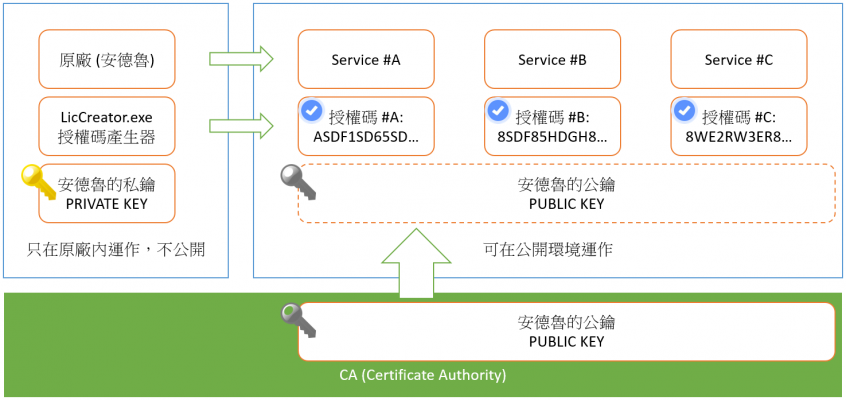 原廠 (安德魯)
LicCreator.exe
授權碼產生器
安德魯的私鑰
PRIVATE KEY
只在原廠內運作，不公開
Service #A
Service #B
Service #C
授權碼 #A:
ASDF1SD65SD...
授權碼 #B:
8SDF85HDGH8...
授權碼 #C:
8WE2RW3ER8...
安德魯的公鑰
PUBLIC KEY
可在公開環境運作
安德魯的公鑰
PUBLIC KEY
CA (Certificate Authority)